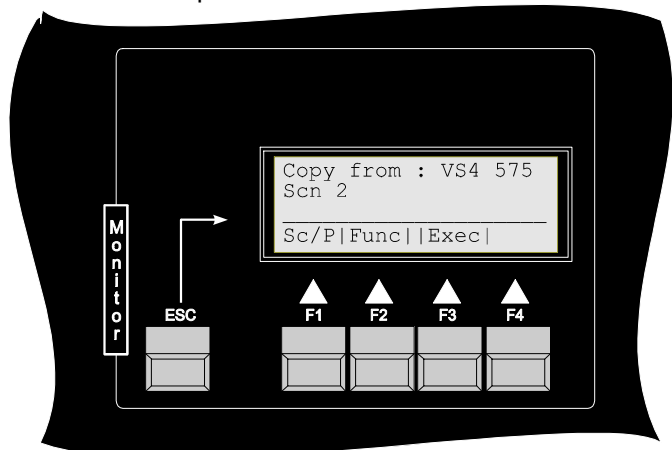 Copy from : VS4 575
Scn 2
Sc/P|Func||Exec|
Monitor
ESC
F1 F2 F3 F4